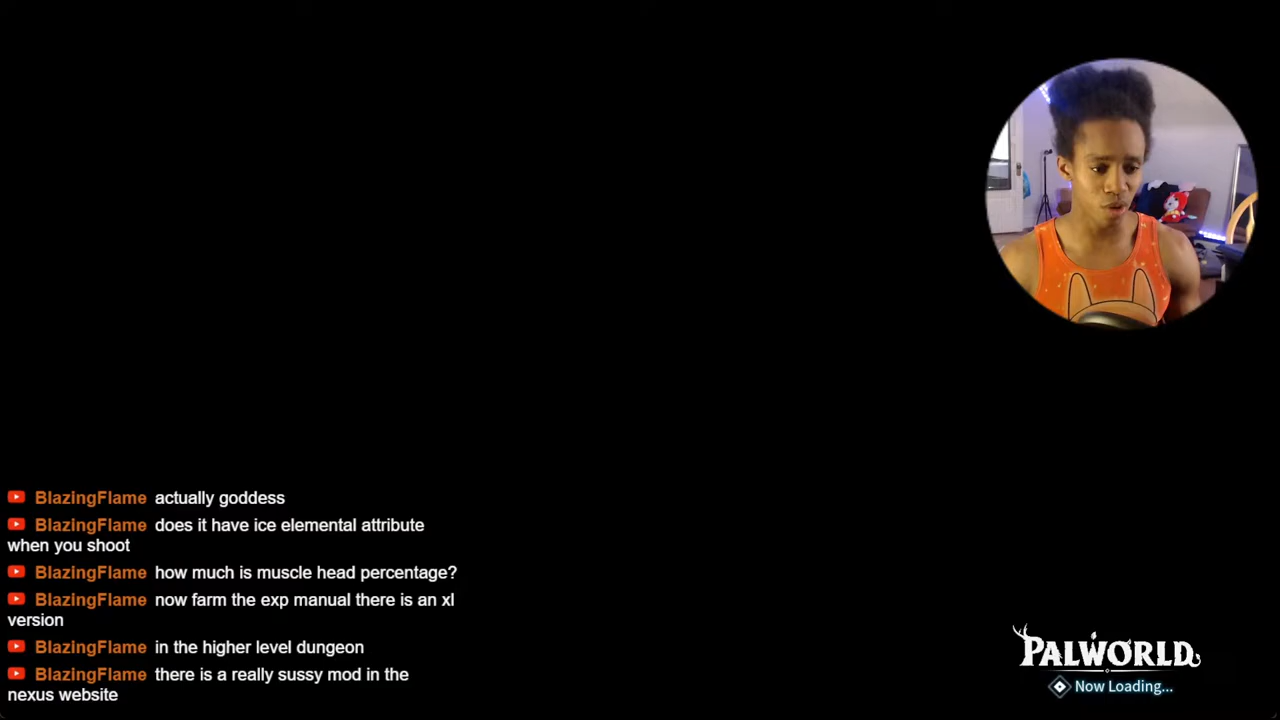 BlazingFlame actually goddess
BlazingFlame does it have ice elemental attribute
when you shoot
BlazingFlame how much is muscle head percentage?
BlazingFlame now farm the exp manual there is an xl
version
BlazingFlame in the higher level dungeon
BlazingFlame there is a really sussy mod in the
nexus website
PALWORLD
Now Loading...